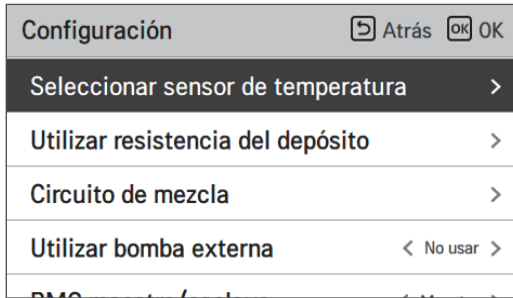 Configuración Atrás OK OK
Seleccionar sensor de temperatura >
Utilizar resistencia del depósito >
Circuito de mezcla >
Utilizar bomba externa < No usar >